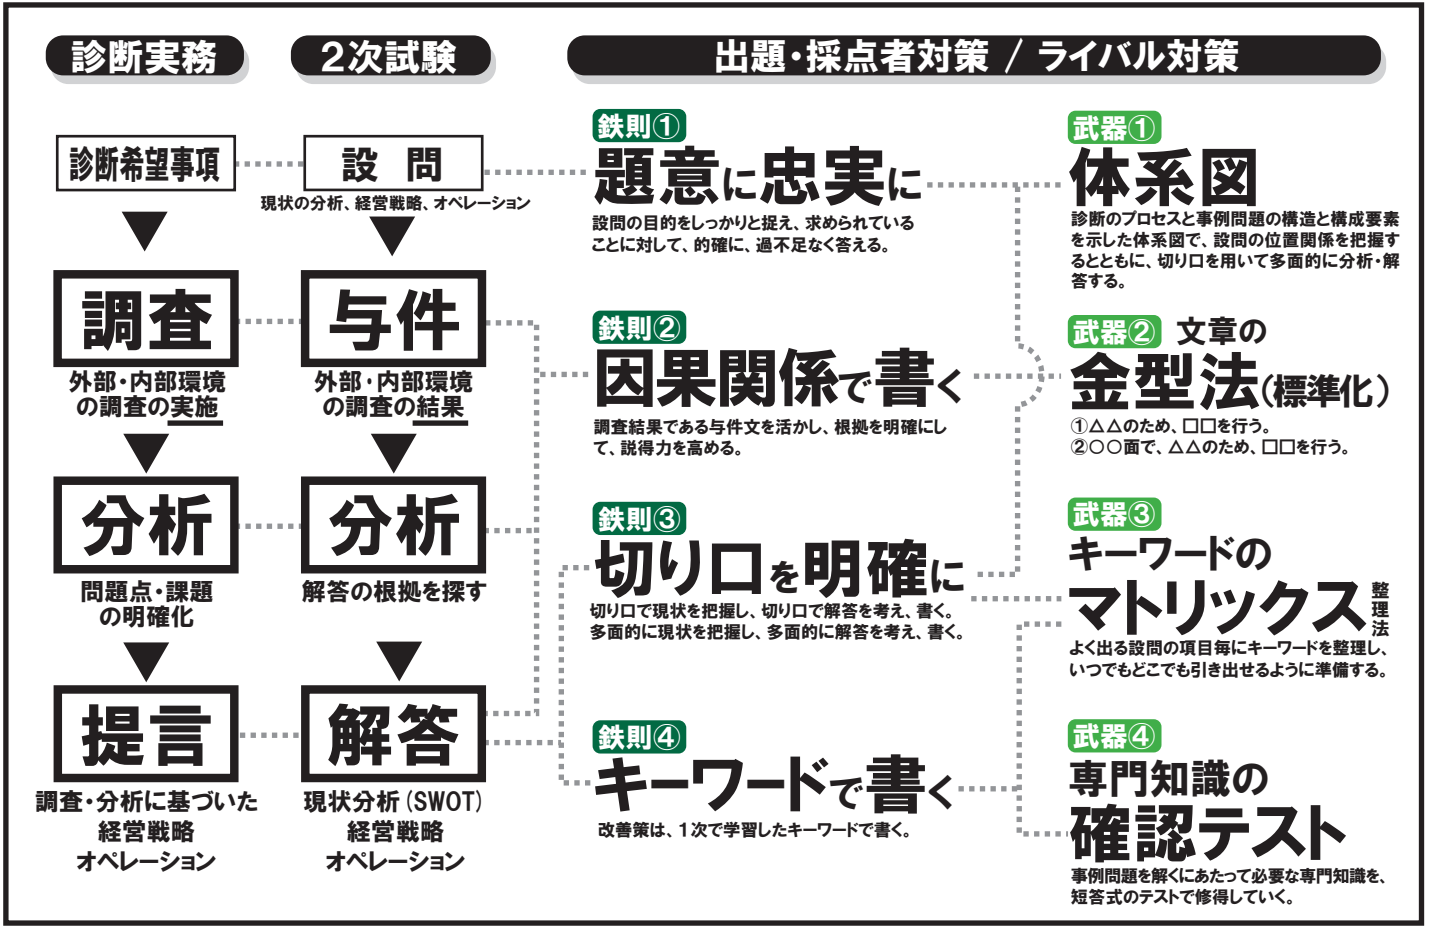 診断実務
2次試験
出題・採点者対策 / ライバル対策
診断希望事項
調査
外部・内部環境
の調査の実施
分析
問題点・課題
の明確化
提言
調査・分析に基づいた
経営戦略
オペレーション
設 問
現状の分析、経営戦略、オペレーション
与件
外部・内部環境
の調査の結果
分析
解答の根拠を探す
解答
現状分析(SWOT)
経営戦略
オペレーション
鉄則①
題意に忠実に
設問の目的をしっかりと捉え、求められている
ことに対して、的確に、過不足なく答える。
鉄則②
因果関係で書く
調査結果である与件文を活かし、根拠を明確にし
て、説得力を高める。
鉄則③
切り口を明確に
切り口で現状を把握し、切り口で解答を考え、書く。
多面的に現状を把握し、多面的に解答を考え、書く。
鉄則④
キーワードで書く
改善策は、1次で学習したキーワードで書く。
武器①
体系図
診断のプロセスと事例問題の構造と構成要素
を示した体系図で、設問の位置関係を把握す
るとともに、切り口を用いて多面的に分析・解
答する。
武器② 文章の
金型法(標準化)
①△△のため、□□を行う。
②○○面で、△△のため、□□を行う。
武器③
キーワードの
マトリックス整理法
よく出る設問の項目毎にキーワードを整理し、
いつでもどこでも引き出せるように準備する。
武器④
専門知識の
確認テスト
事例問題を解くにあたって必要な専門知識を、
短答式のテストで修得していく。